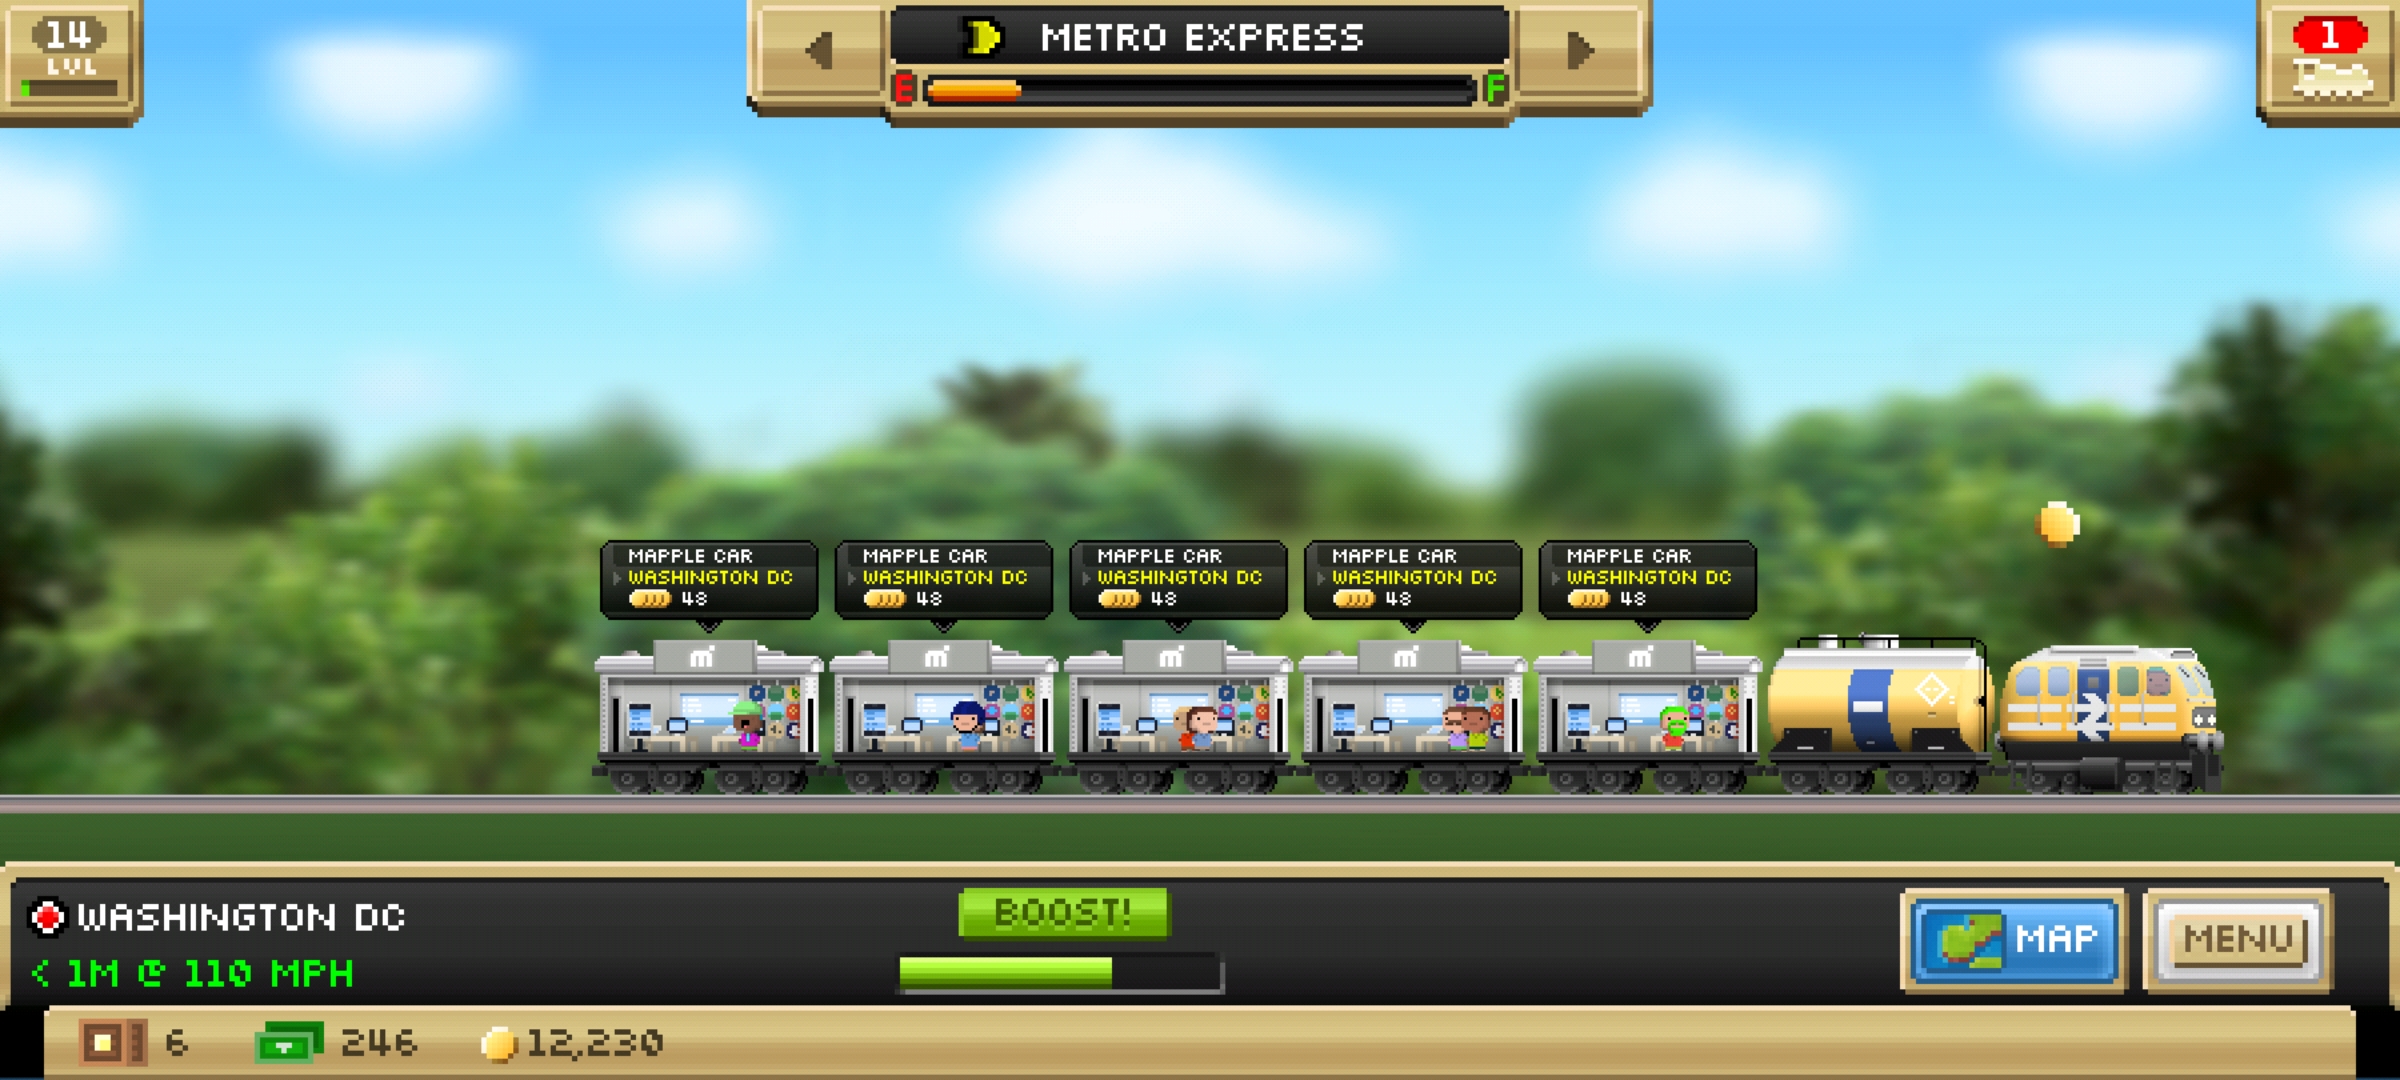 14
LVL
METRO EXPRESS
E F
1
MAPPLE CAR
WASHINGTON DC
48
MAPPLE CAR
WASHINGTON DC
48
MAPPLE CAR
WASHINGTON DC
48
MAPPLE CAR
WASHINGTON DC
48
MAPPLE CAR
WASHINGTON DC
48
m
m
m
m
m
WASHINGTON DC
< 1M @ 110 MPH
BOOST!
MAP
MENU
6
246
12,230